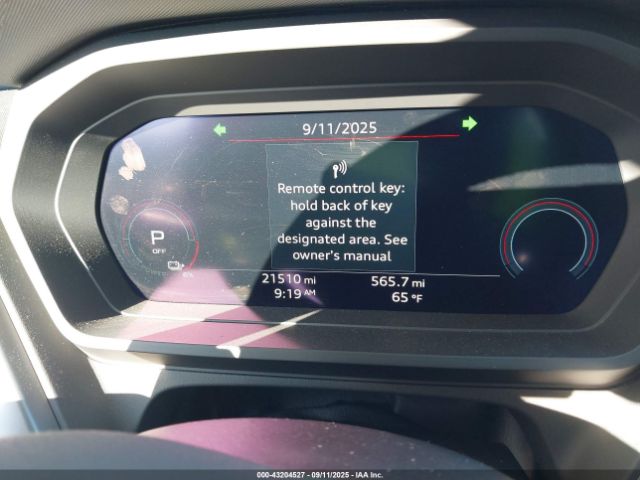 9/11/2025
Remote control key:
hold back of key
against the
designated area. See
owner's manual
P
OFF
21510 mi 565.7 mi
9:19 AM 65 °F
000-43204527 - 09/11/2025 - IAA Inc.